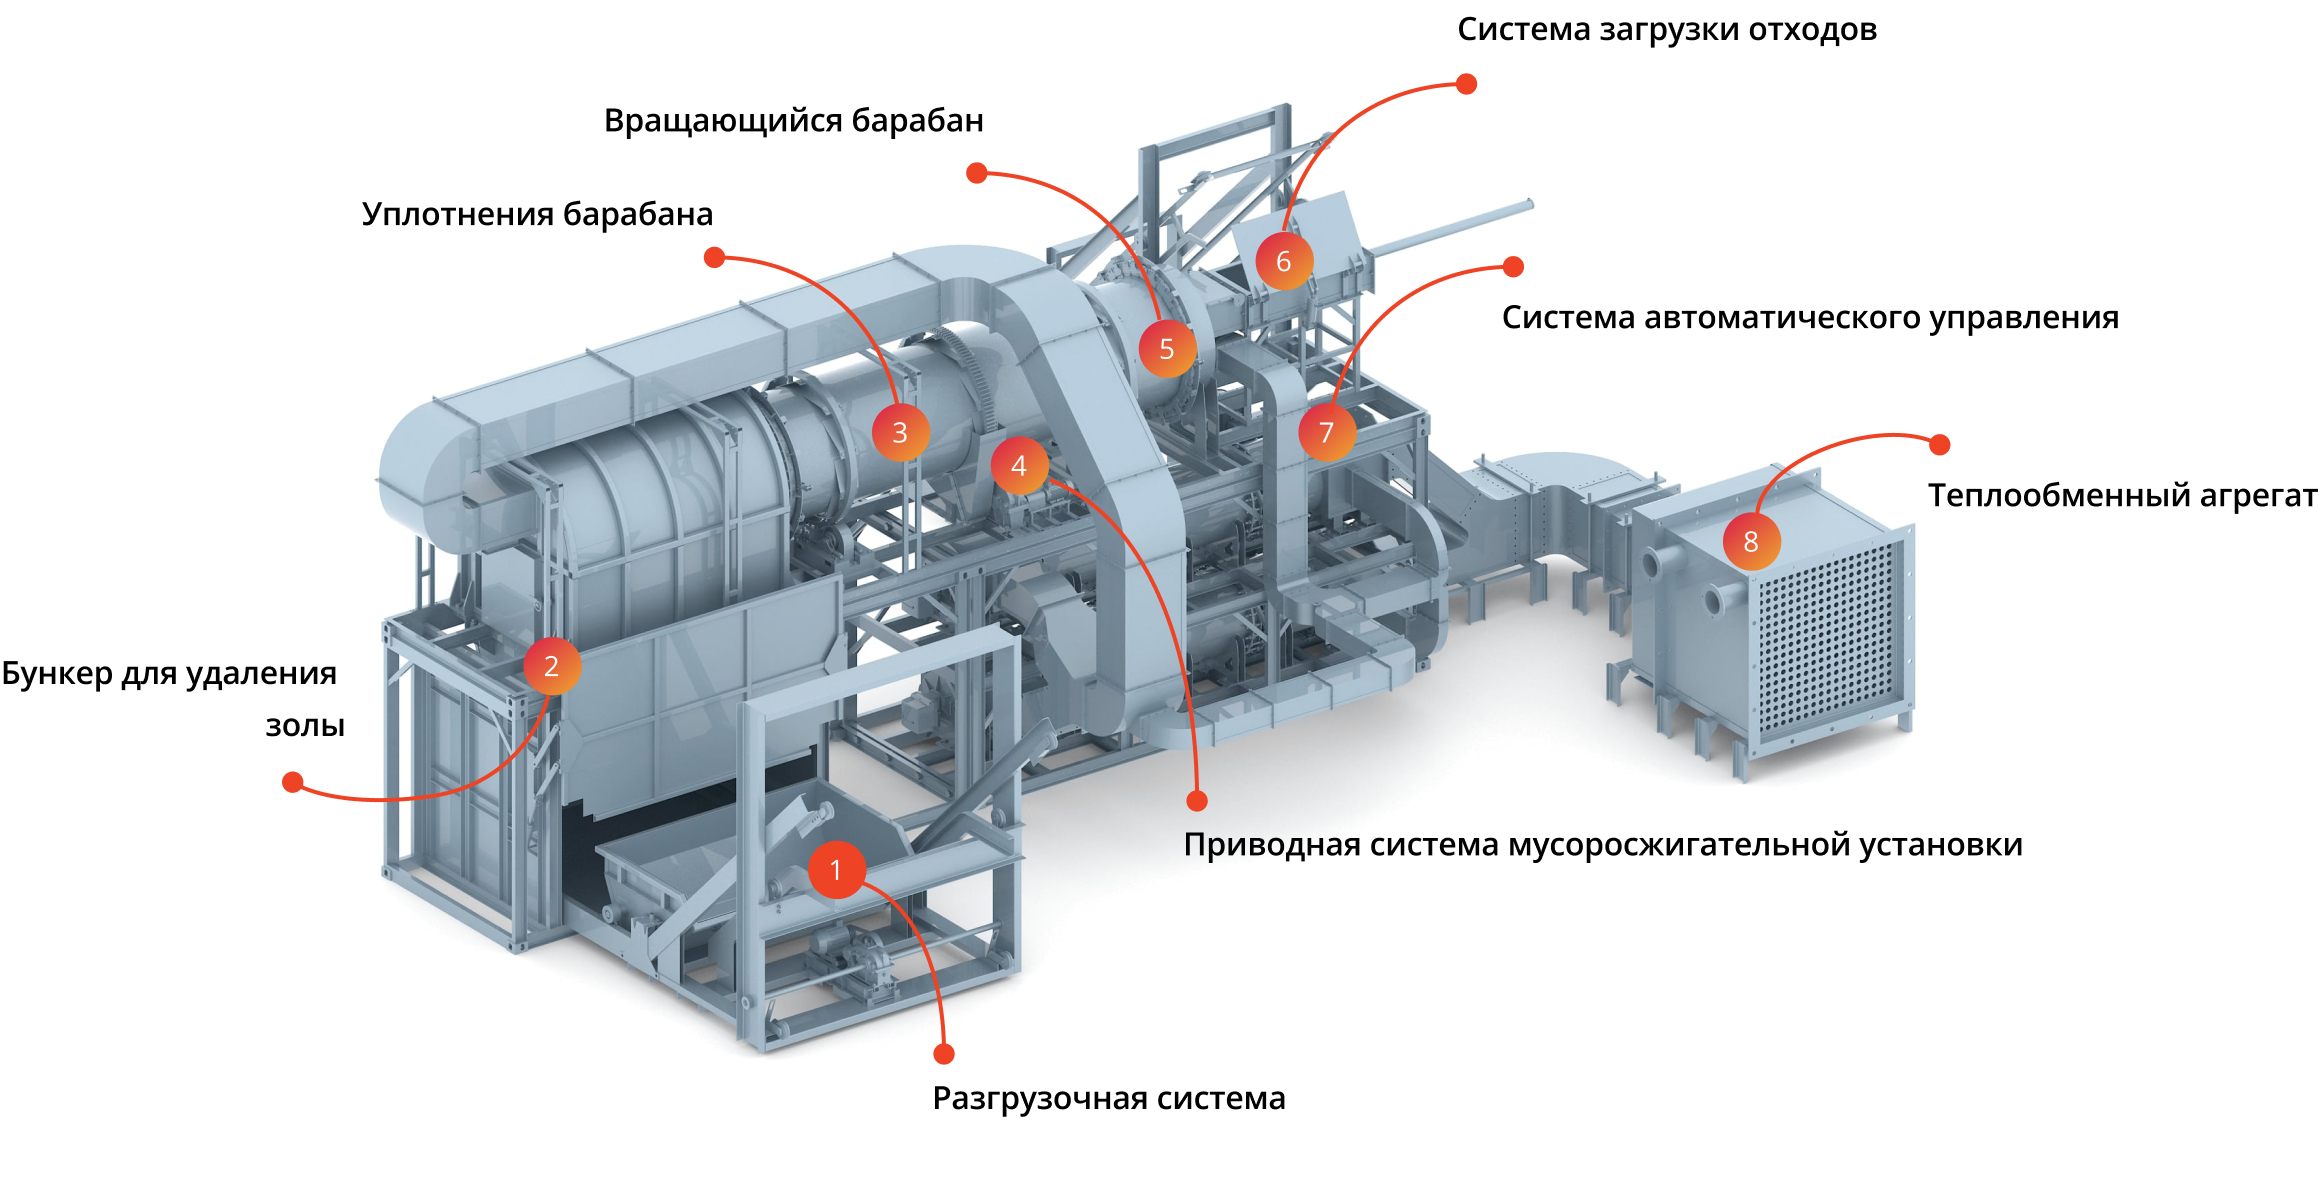 Система загрузки отходов
Вращающийся барабан
Уплотнения барабана
6
Система автоматического управления
5
3
7
4
Теплообменный агрегат
8
2
Бункер для удаления
золы
Приводная система мусоросжигательной установки
1
Разгрузочная система